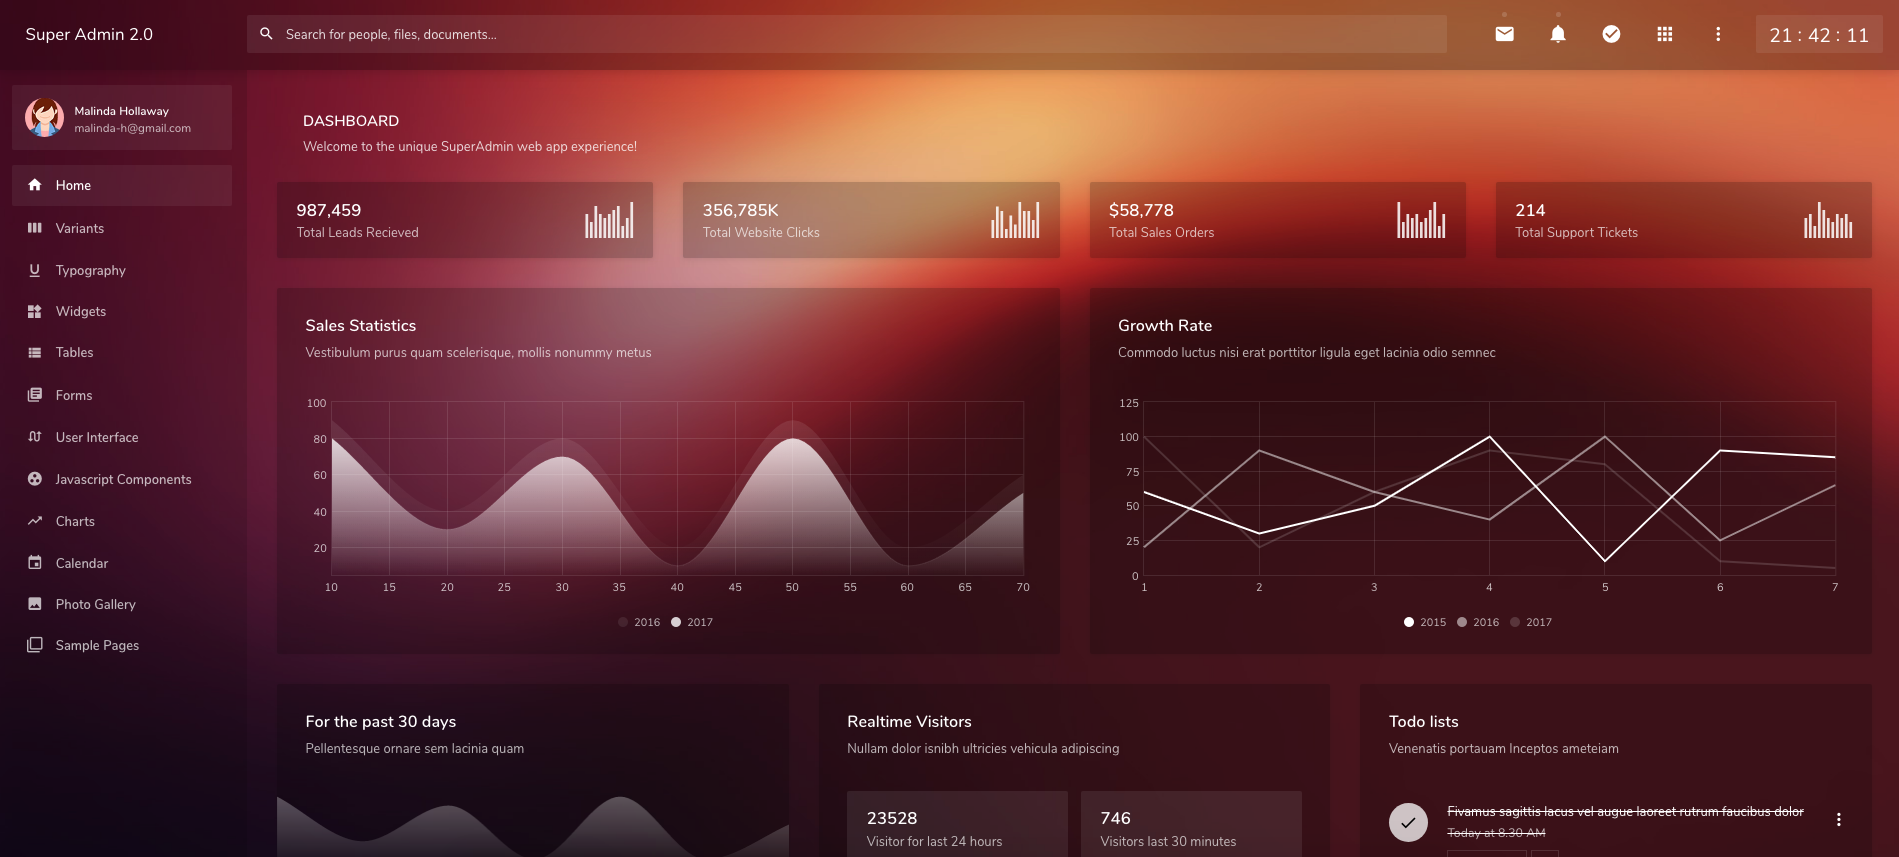 Super Admin 2.0
Search for people, files, documents...
21 : 42 : 11
Malinda Hollaway
malinda-h@gmail.com
Home
Variants
Typography
Widgets
Tables
Forms
User Interface
Javascript Components
Charts
Calendar
Photo Gallery
Sample Pages
DASHBOARD
Welcome to the unique SuperAdmin web app experience!
987,459
Total Leads Recieved
356,785K
Total Website Clicks
$58,778
Total Sales Orders
214
Total Support Tickets
Sales Statistics
Vestibulum purus quam scelerisque, mollis nonummy metus
100
80
60
40
20
10 15 20 25 30 35 40 45 50 55 60 65 70
2016 2017
Growth Rate
Commodo luctus nisi erat porttitor ligula eget lacinia odio semnec
125
100
75
50
25
0
1 2 3 4 5 6 7
2015 2016 2017
For the past 30 days
Pellentesque ornare sem lacinia quam
Realtime Visitors
Nullam dolor isnibh ultricies vehicula adipiscing
23528
Visitor for last 24 hours
746
Visitors last 30 minutes
Todo lists
Venenatis portauam Inceptos ameteiam
Fivamus sagittis lacus vel augue laoreet rutrum faucibus dolor
Today at 8.30 AM